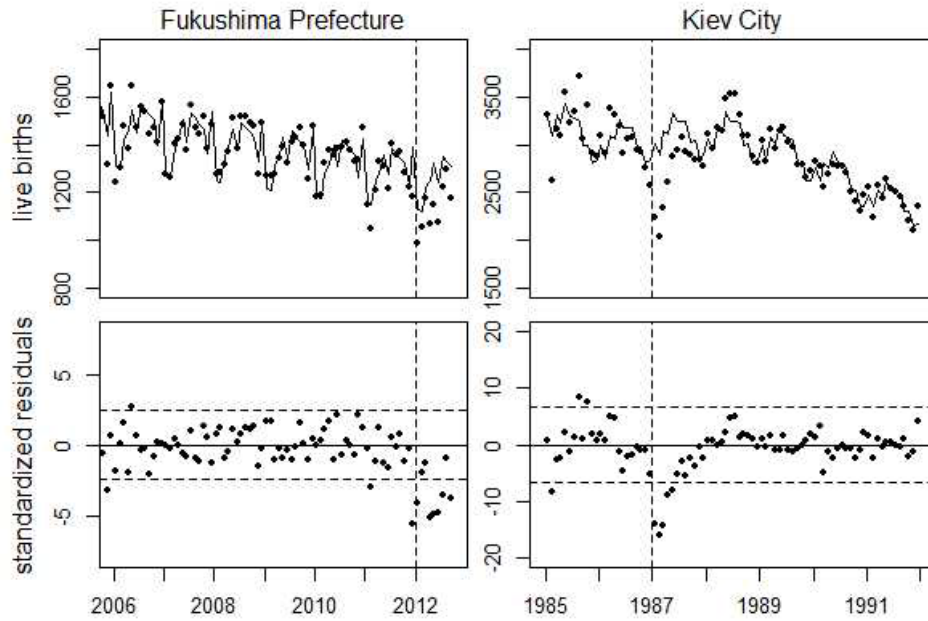 Fukushima Prefecture
Kiev City
live births
1600
1200
800
3500
2500
1500
standardized residuals
5
0
-5
20
10
0
-10
-20
2006 2008 2010 2012
1985 1987 1989 1991